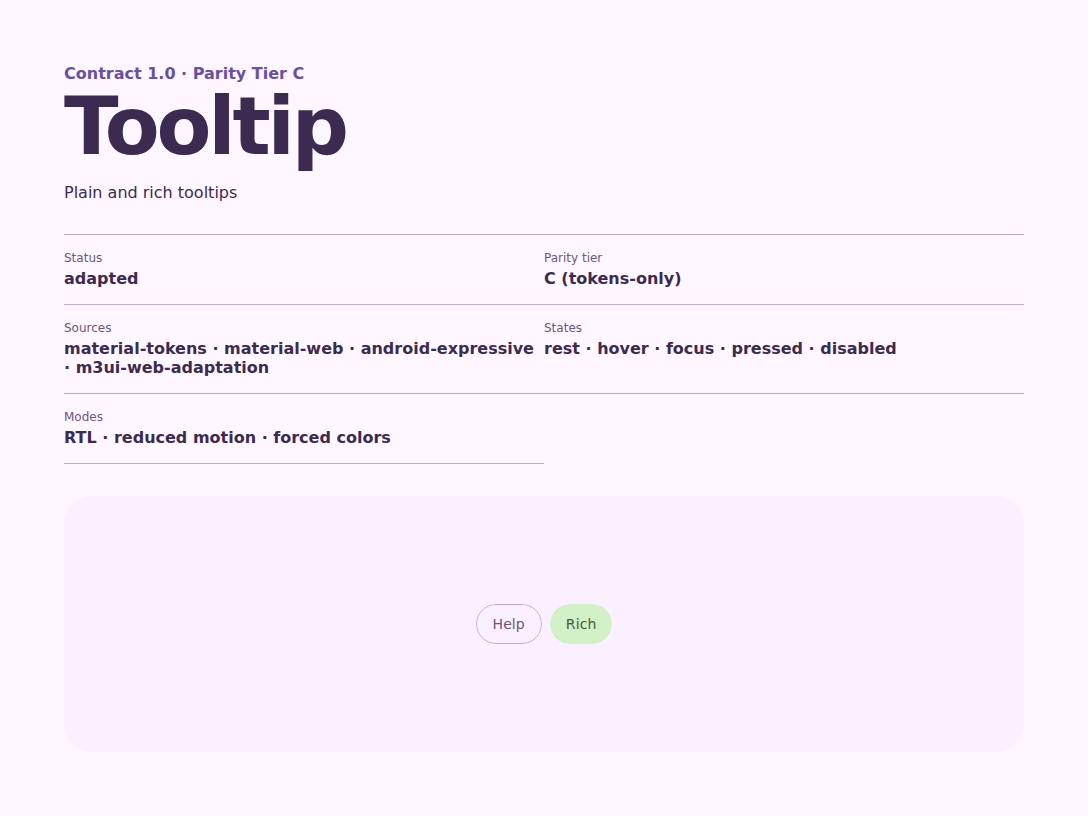 Contract 1.0 · Parity Tier C
Tooltip
Plain and rich tooltips
Status
adapted
Parity tier
C (tokens-only)
Sources
material-tokens · material-web · android-expressive
· m3ui-web-adaptation
States
rest · hover · focus · pressed · disabled
Modes
RTL · reduced motion · forced colors
Help
Rich